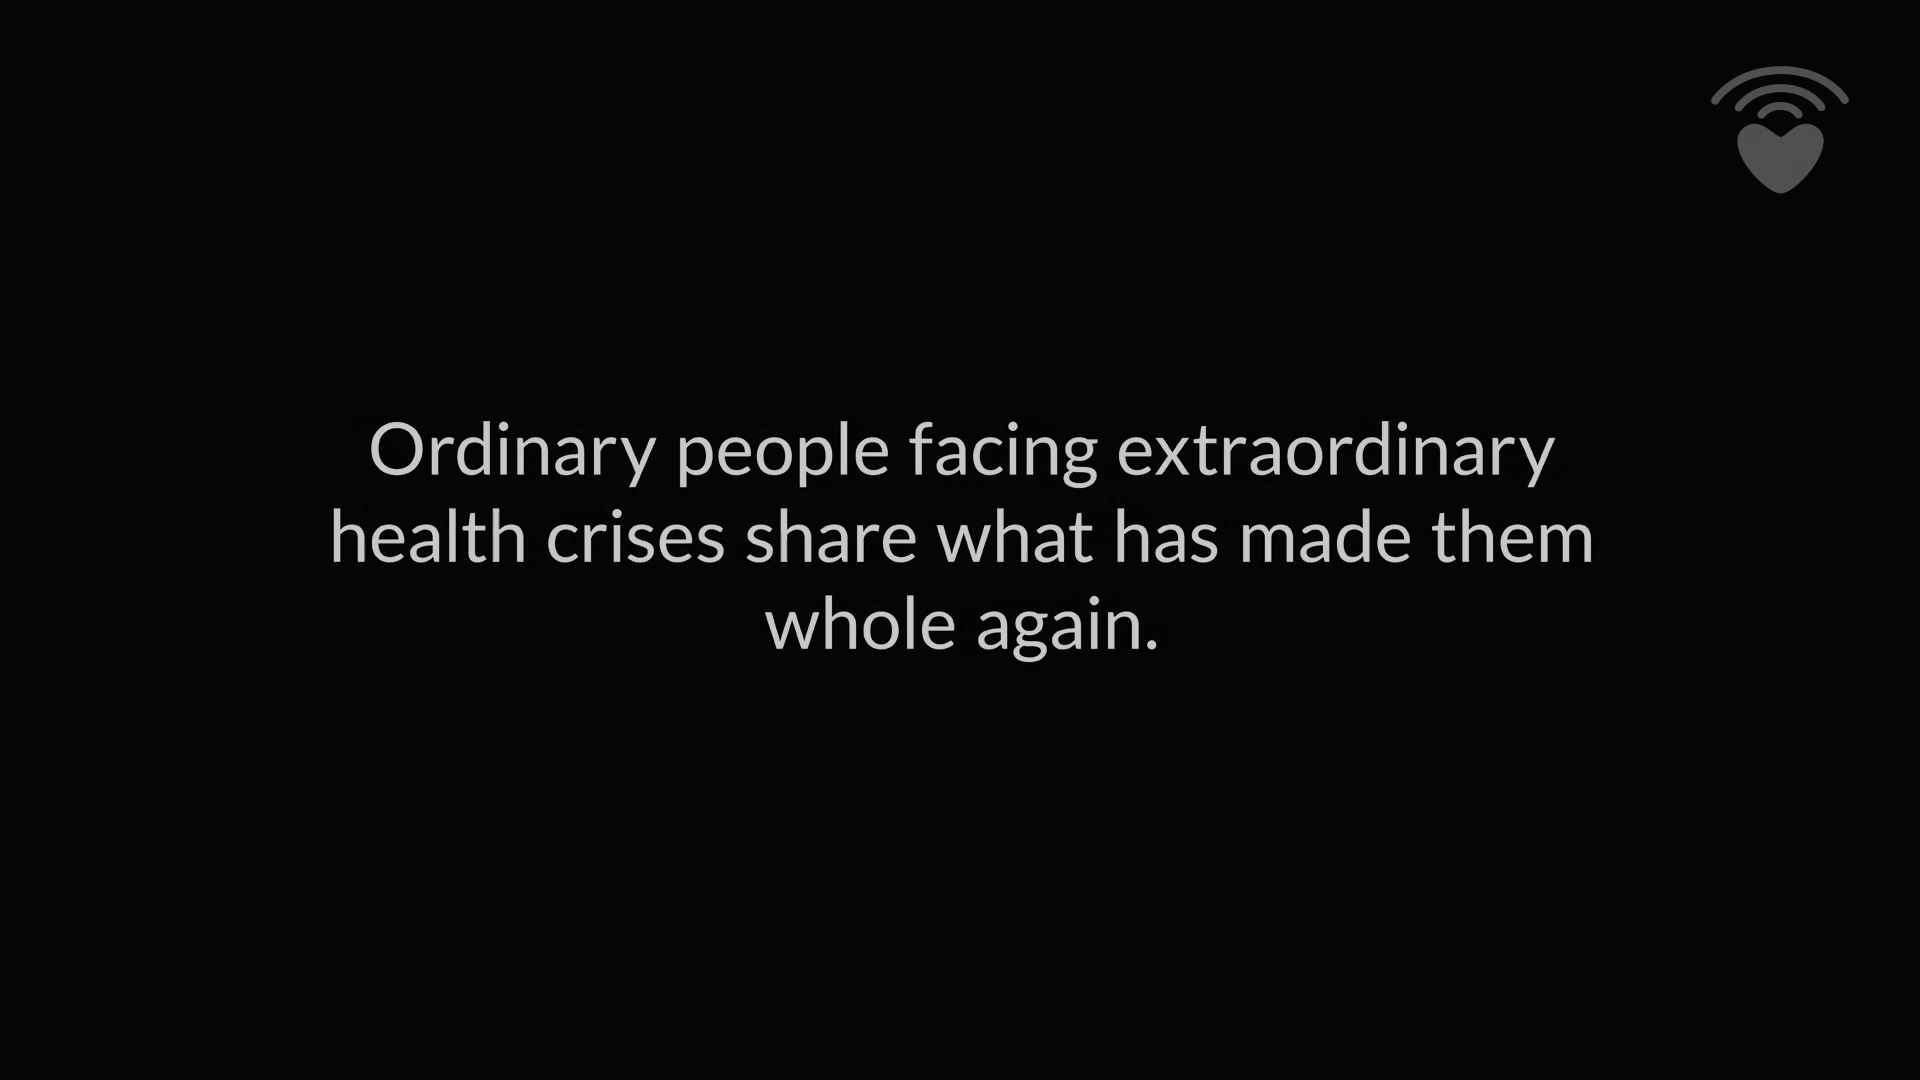 Ordinary people facing extraordinary
health crises share what has made them
whole again.